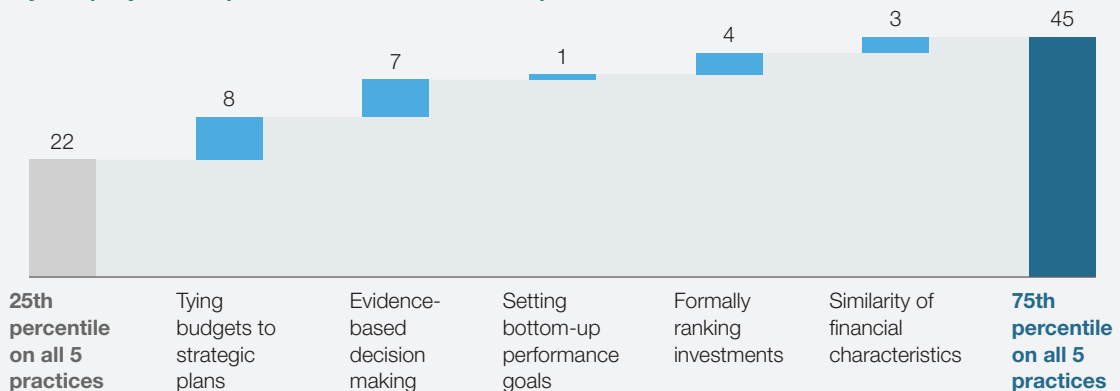 3
45
4
1
7
8
22
25th
percentile
on all 5
practices
Tying
budgets to
strategic
plans
Evidence-
based
decision
making
Setting
bottom-up
performance
goals
Formally
ranking
investments
Similarity of
financial
characteristics
75th
percentile
on all 5
practices